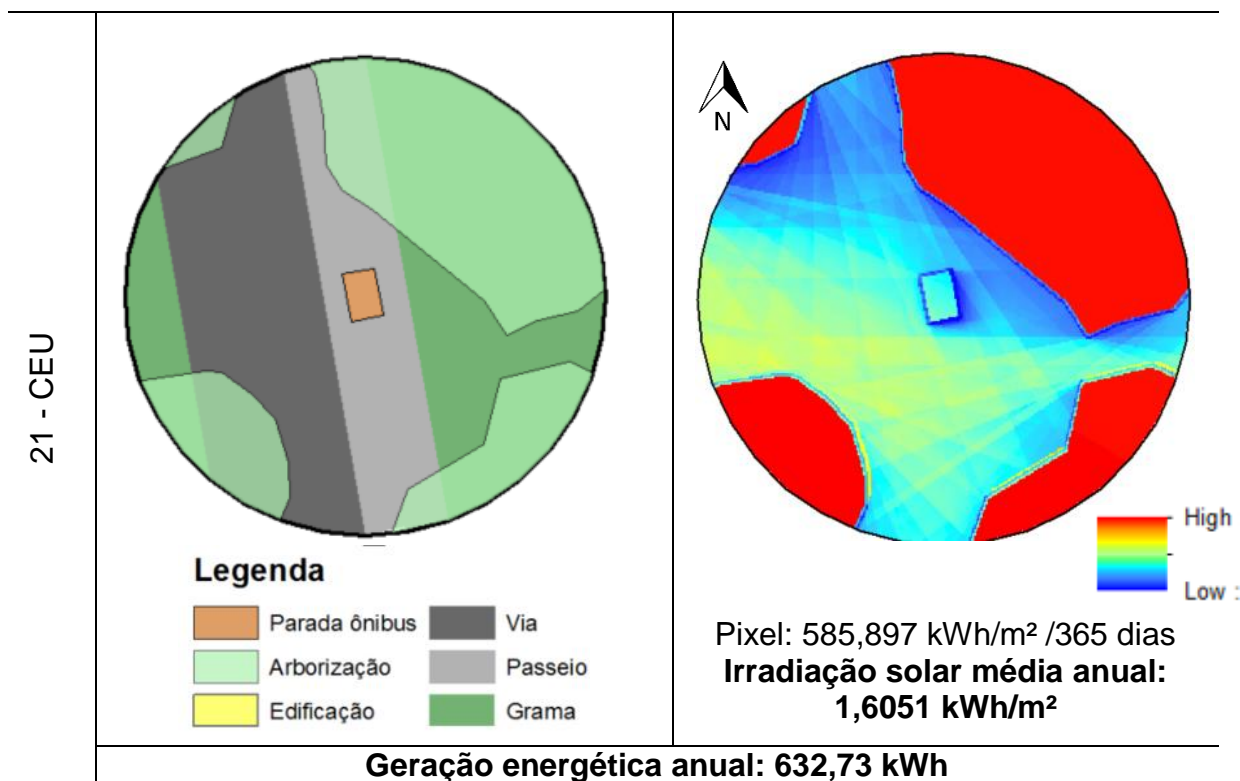 21 - CEU
N
Legenda
Parada ônibus
Via
Arborização
Passeio
Edificação
Grama
High
Low :
Pixel: 585,897 kWh/m² /365 dias
Irradiação solar média anual:
1,6051 kWh/m²
Geração energética anual: 632,73 kWh